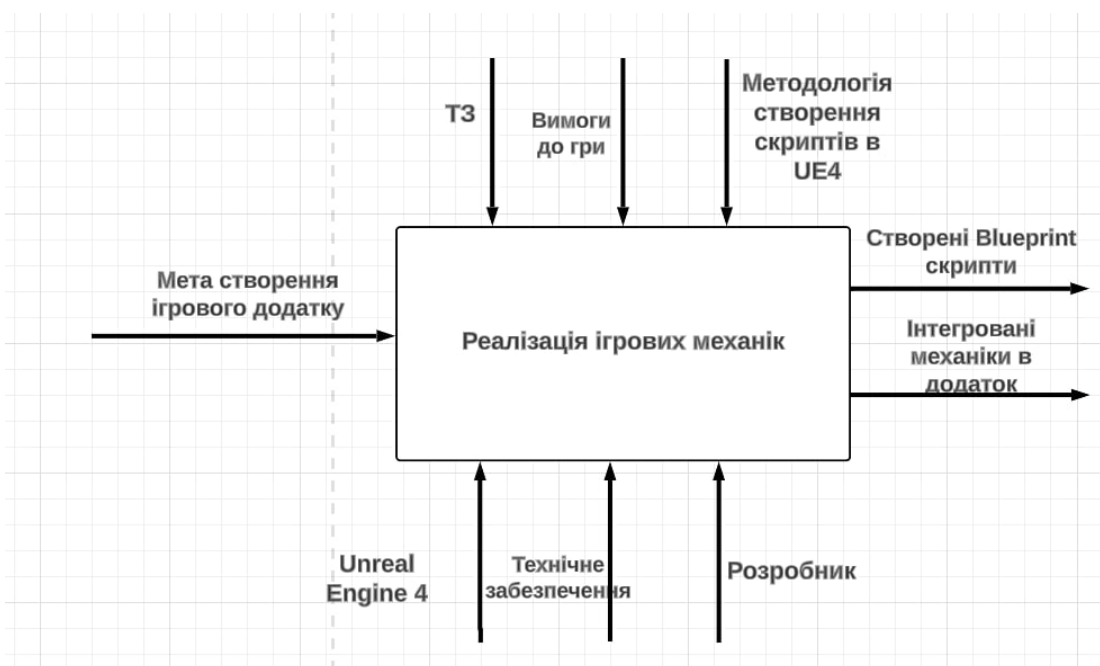 ТЗ
Вимоги
до гри
Методологія
створення
скриптів в
UE4
Мета створення
ігрового додатку
Реалізація ігрових механік
Створені Blueprint
скрипти
Інтегровані
механіки в
додаток
Unreal
Engine 4
Технічне
забезпечення
Розробник